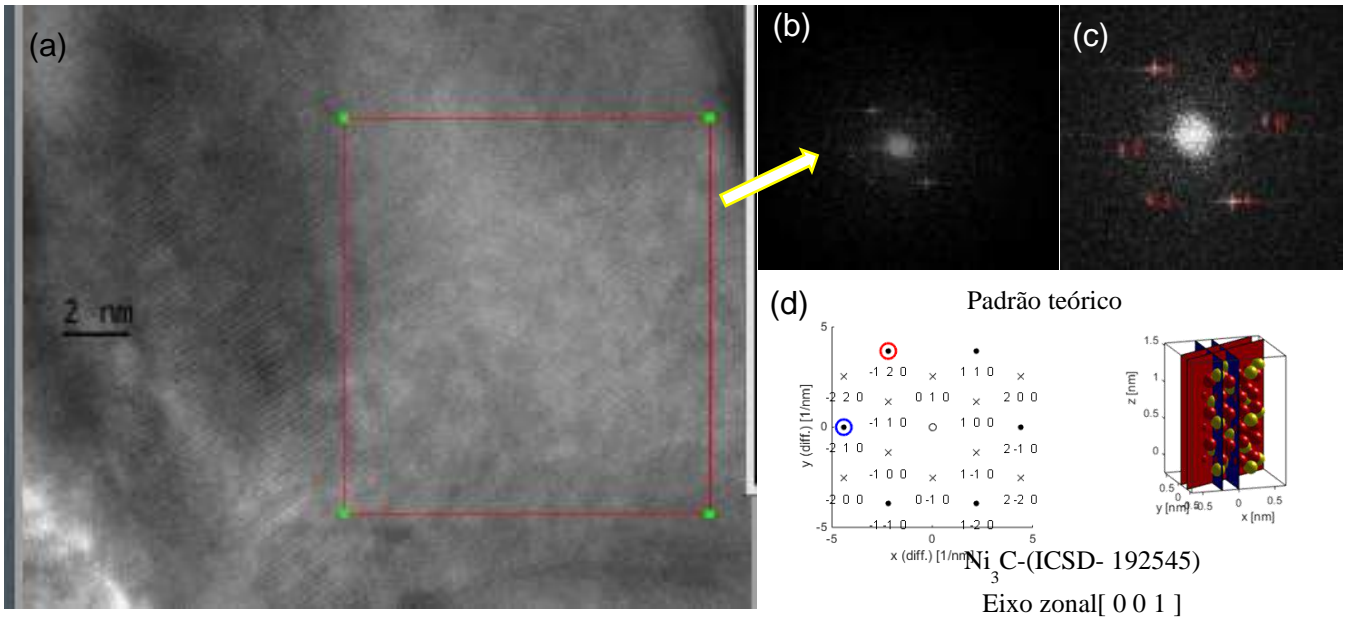 (a)
2 nm
(b)
(c)
(d)
Padrão teórico
5
0
-5
y (diff.) [1/nm]
-1 2 0
1 1 0
-2 2 0
0 1 0
2 0 0
-1 1 0
1 0 0
-2 1 0
2 -1 0
-1 0 0
1 -1 0
-2 0 0
0 -1 0
2 -2 0
-1 -1 0
1 -2 0
-5
0
5
x (diff.) [1/nm]
1.5
1
0.5
0
z [nm]
0.5
0
y [nm]
-0.5
-0.5
0
0.5
x [nm]
Ni3C-(ICSD- 192545)
Eixo zonal[ 0 0 1 ]